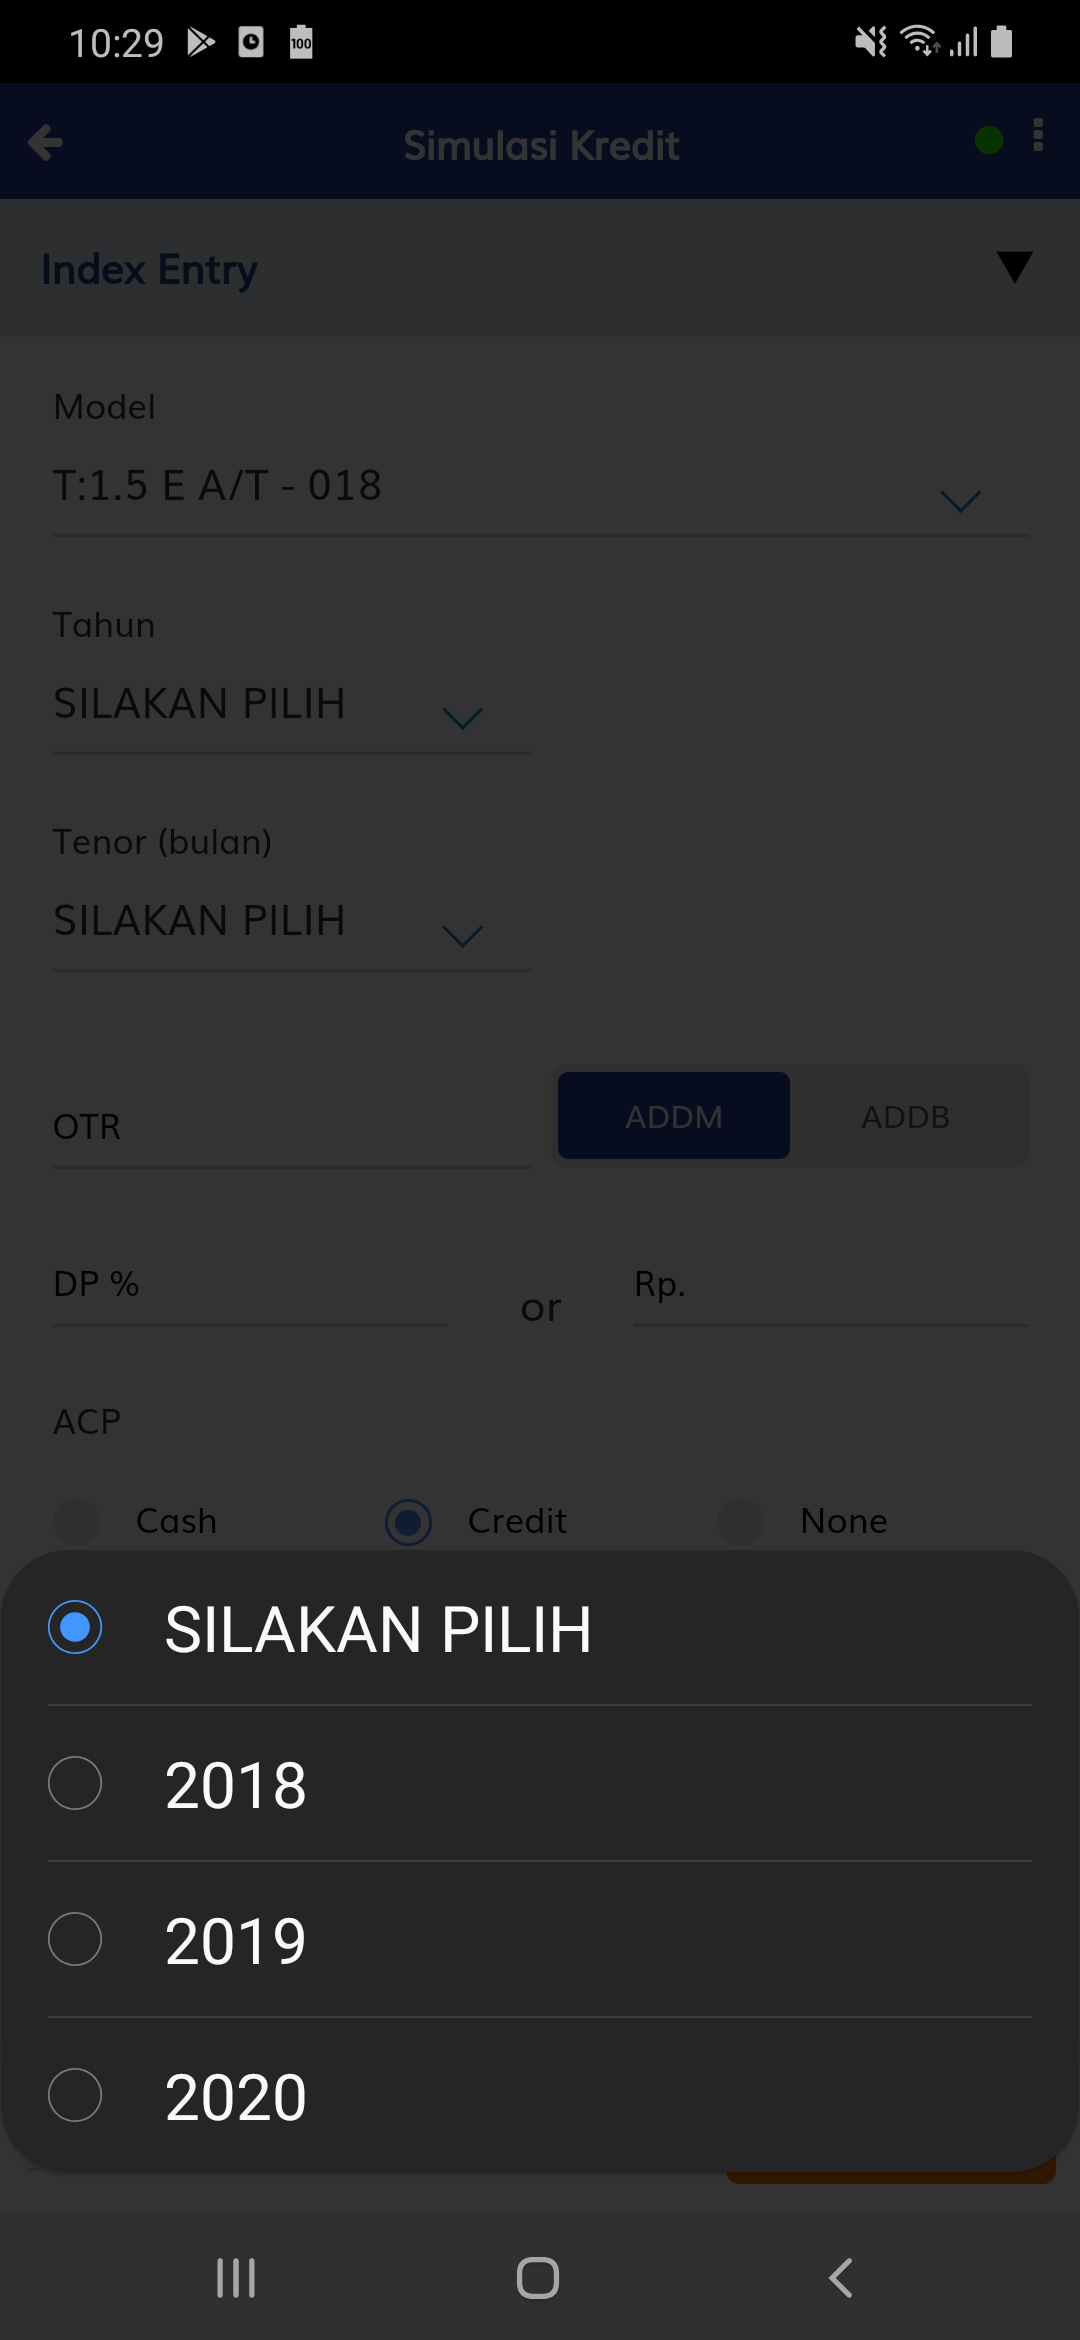 10:29
100
Simulasi Kredit
Index Entry
Model
T:1.5 E A/T - 018
Tahun
SILAKAN PILIH
Tenor (bulan)
SILAKAN PILIH
OTR
ADDM
ADDB
DP %
or
Rp.
ACP
Cash
Credit
None
SILAKAN PILIH
2018
2019
2020